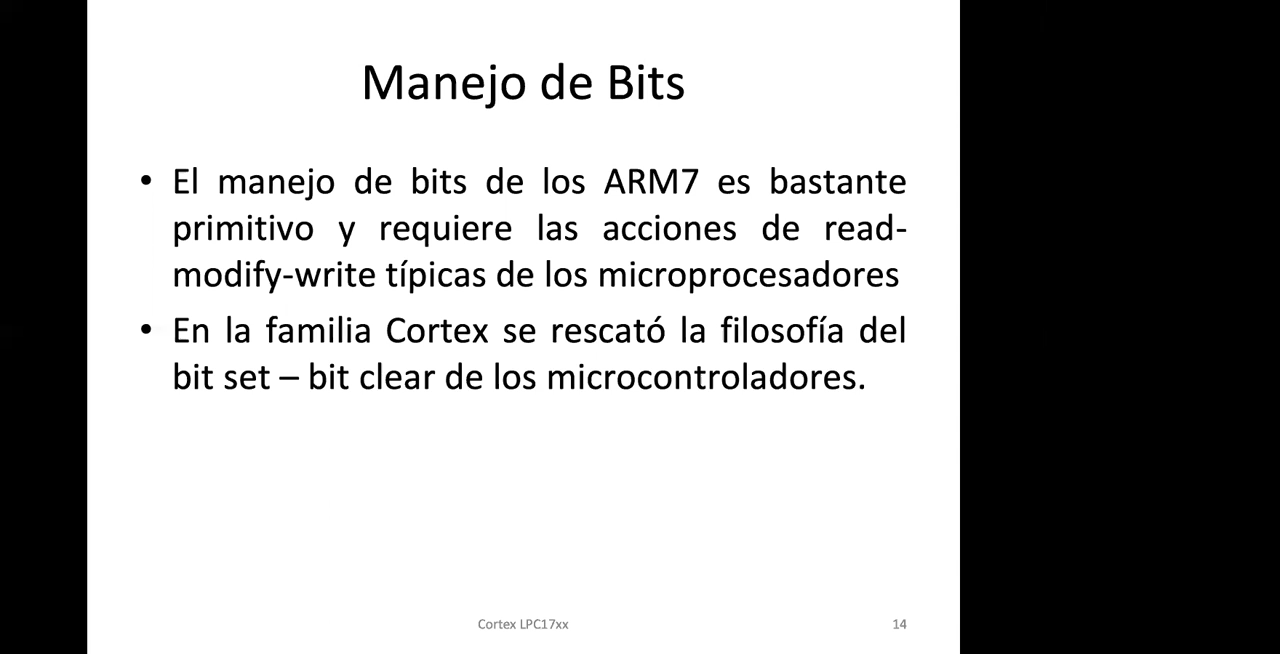 Manejo de Bits
• El manejo de bits de los ARM7 es bastante
primitivo y requiere las acciones de read-
modify-write típicas de los microprocesadores
• En la familia Cortex se rescató la filosofía del
bit set – bit clear de los microcontroladores.
Cortex LPC17xx
14